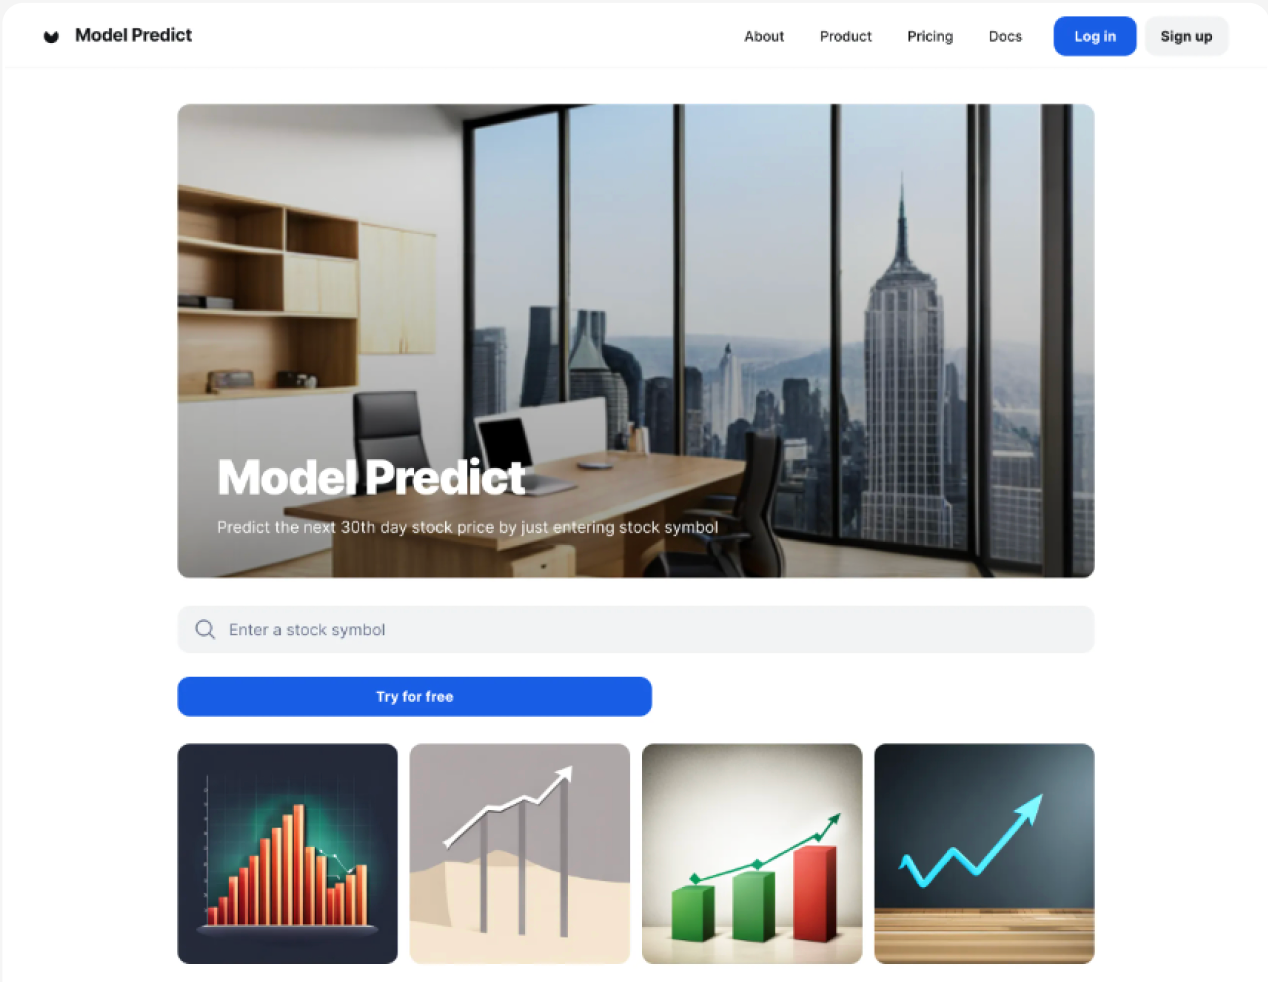 Model Predict
About
Product
Pricing
Docs
Log in
Sign up
Model Predict
Predict the next 30th day stock price by just entering stock symbol
Enter a stock symbol
Try for free